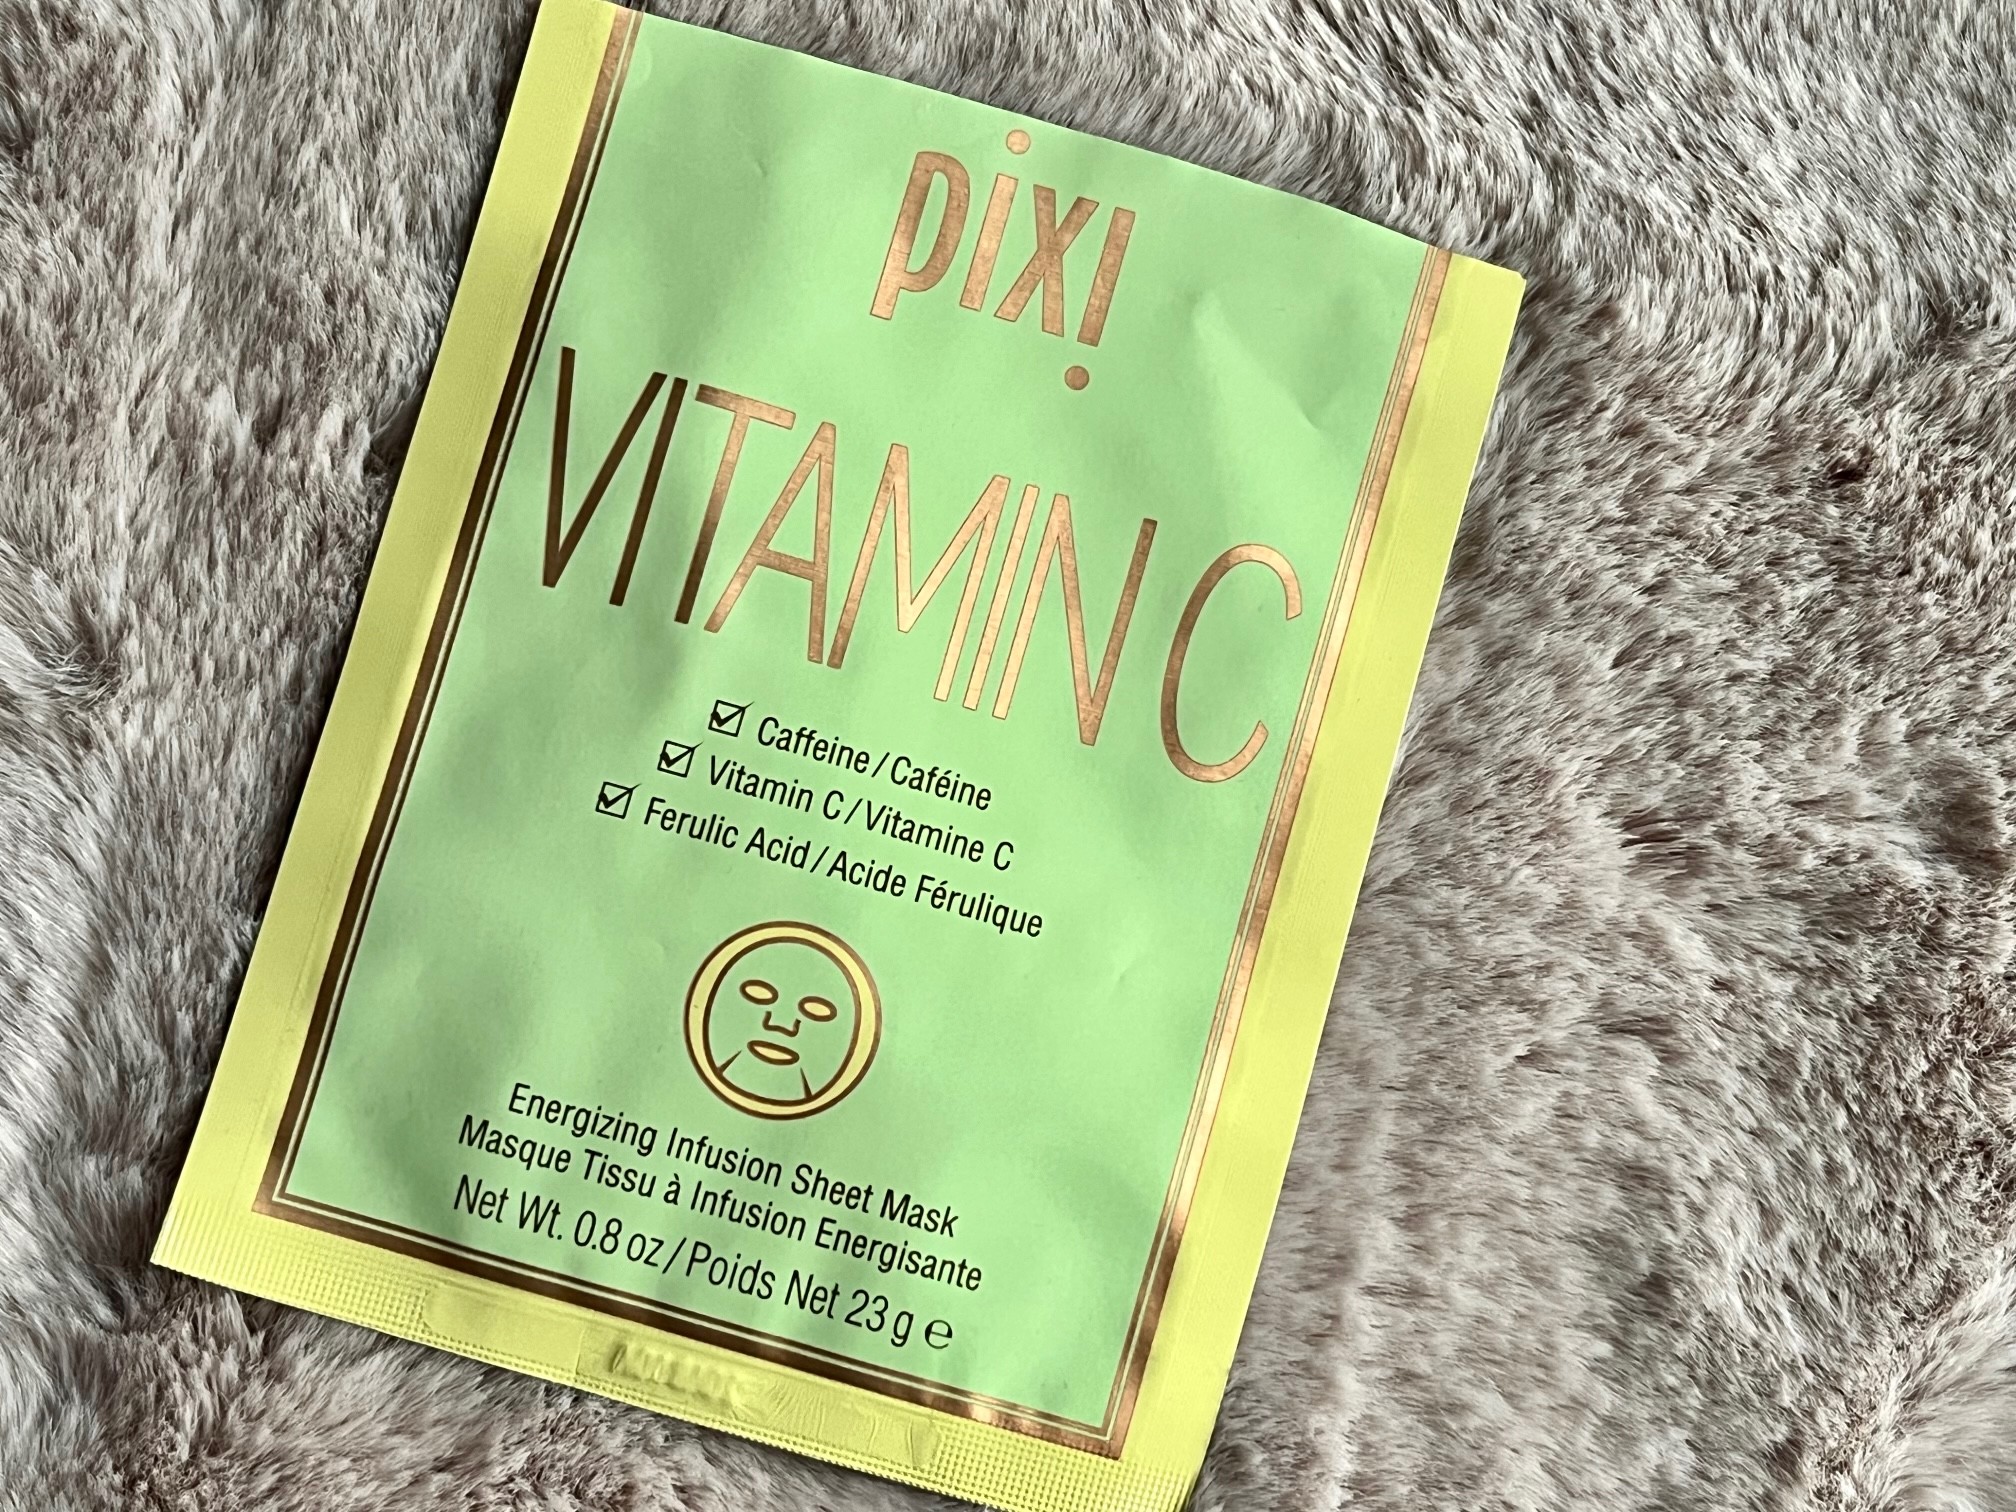 pixi
VITAMIN C
☑ Caffeine / Caféine
☑ Vitamin C / Vitamine C
☑ Ferulic Acid / Acide Férulique
Energizing Infusion Sheet Mask
Masque Tissu à Infusion Energisante
Net Wt. 0.8 oz / Poids Net 23 g ℮